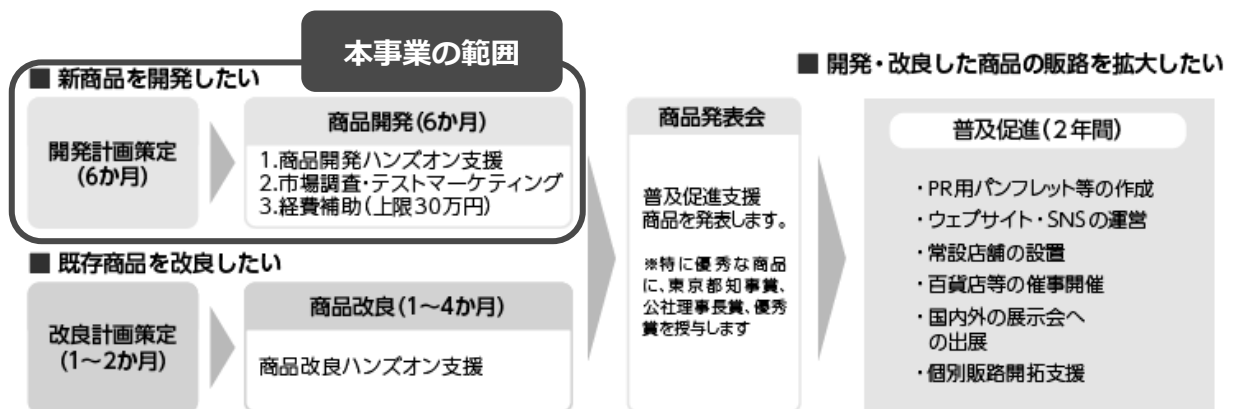 本事業の範囲
■ 新商品を開発したい
開発計画策定
(6か月)
商品開発(6か月)
1.商品開発ハンズオン支援
2.市場調査・テストマーケティング
3.経費補助(上限30万円)
■ 既存商品を改良したい
改良計画策定
(1～2か月)
商品改良(1～4か月)
商品改良ハンズオン支援
商品発表会
普及促進支援
商品を発表します。
※特に優秀な商品
に、東京都知事賞、
公社理事長賞、優秀
賞を授与します
■ 開発・改良した商品の販路を拡大したい
普及促進(2年間)
・PR用パンフレット等の作成
・ウェブサイト・SNSの運営
・常設店舗の設置
・百貨店等の催事開催
・国内外の展示会へ
の出展
・個別販路開拓支援